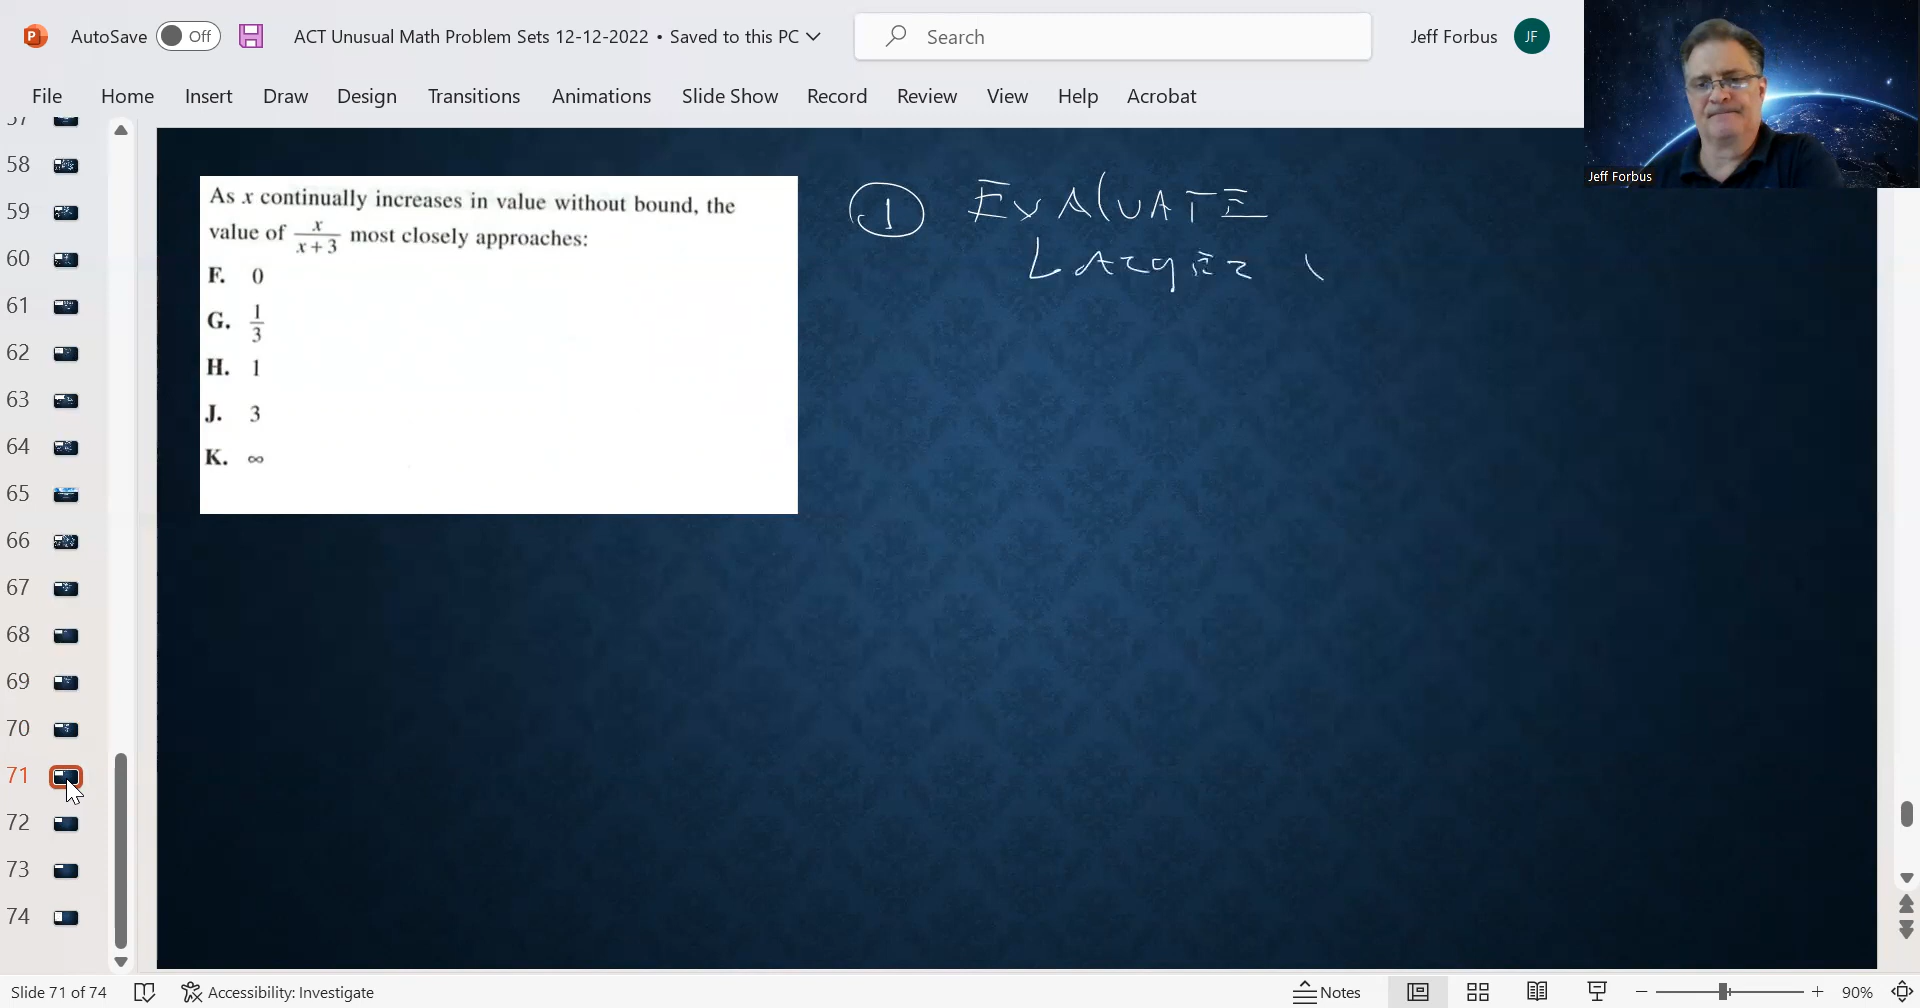 AutoSave Off ACT Unusual Math Problem Sets 12-12-2022 • Saved to this PC Search Jeff Forbus JF
File Home Insert Draw Design Transitions Animations Slide Show Record Review View Help Acrobat
Jeff Forbus
57
58
59
60
61
62
63
64
65
66
67
68
69
70
71
72
73
74
As x continually increases in value without bound, the
value of x/(x + 3) most closely approaches:
F. 0
G. 1/3
H. 1
J. 3
K. ∞
① EVALUATE
LARGER
Slide 71 of 74 Accessibility: Investigate Notes 90%